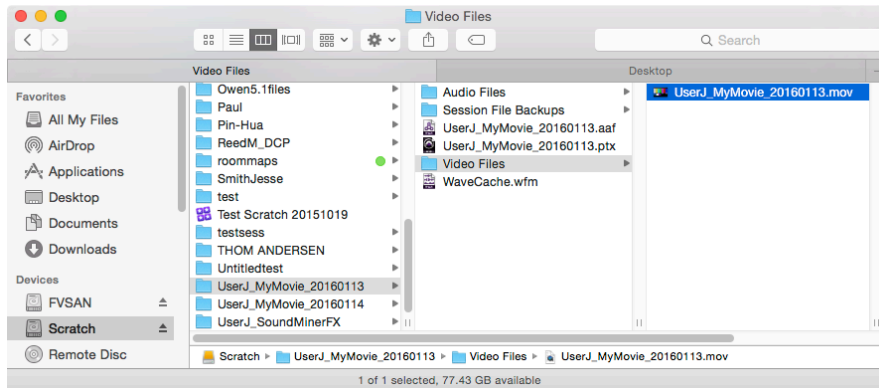 Video Files
Search
Video Files
Desktop
Favorites
All My Files
AirDrop
Applications
Desktop
Documents
Downloads
Devices
FVSAN
Scratch
Remote Disc
Owen5.1files
Paul
Pin-Hua
ReedM_DCP
roommaps
SmithJesse
test
Test Scratch 20151019
testsess
THOM ANDERSEN
Untitledtest
UserJ_MyMovie_20160113
UserJ_MyMovie_20160114
UserJ_SoundMinerFX
Audio Files
Session File Backups
UserJ_MyMovie_20160113.aaf
UserJ_MyMovie_20160113.ptx
Video Files
WaveCache.wfm
UserJ_MyMovie_20160113.mov
Scratch ▸ UserJ_MyMovie_20160113 ▸ Video Files ▸ UserJ_MyMovie_20160113.mov
1 of 1 selected, 77.43 GB available